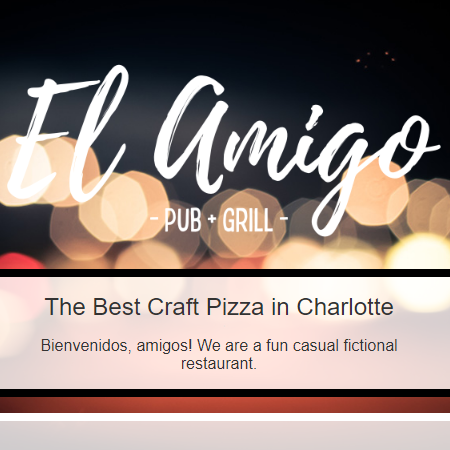 El Amigo
- PUB + GRILL -
The Best Craft Pizza in Charlotte
Bienvenidos, amigos! We are a fun casual fictional
restaurant.